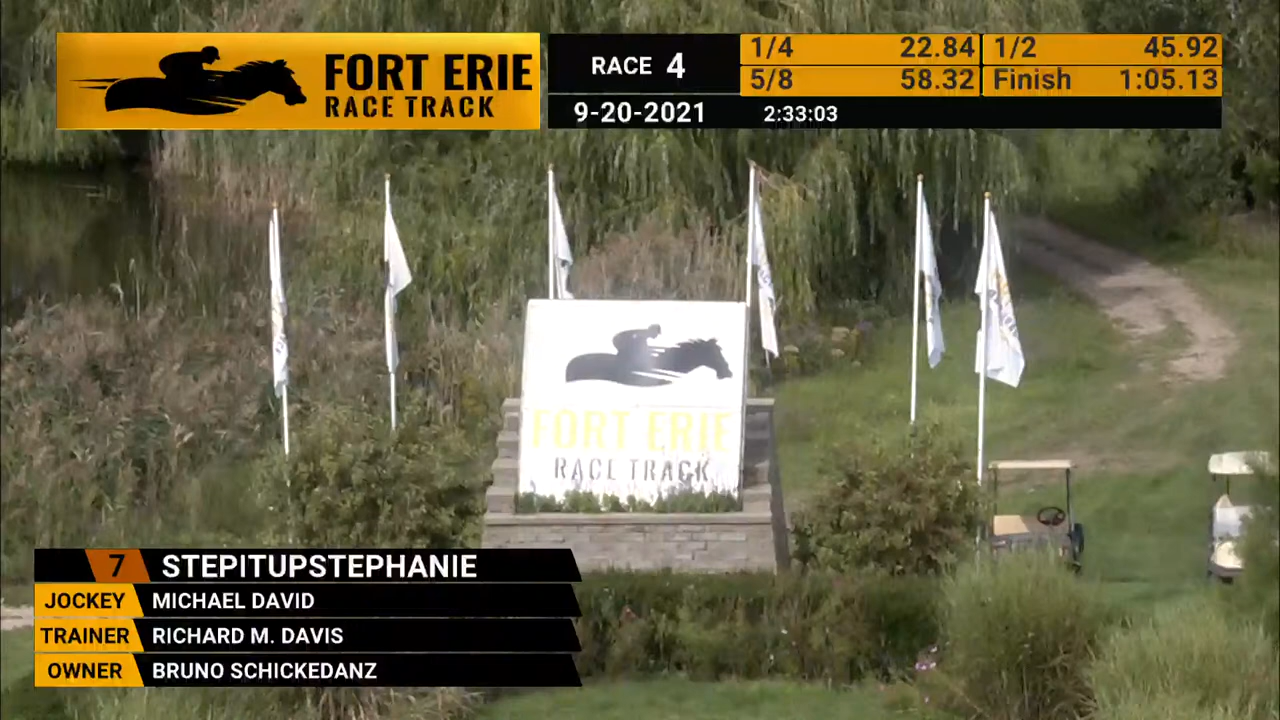 FORT ERIE
RACE TRACK
RACE 4
1/4 22.84 1/2 45.92
5/8 58.32 Finish 1:05.13
9-20-2021 2:33:03
FORT ERIE
RACE TRACK
7 STEPITUPSTEPHANIE
JOCKEY MICHAEL DAVID
TRAINER RICHARD M. DAVIS
OWNER BRUNO SCHICKEDANZ